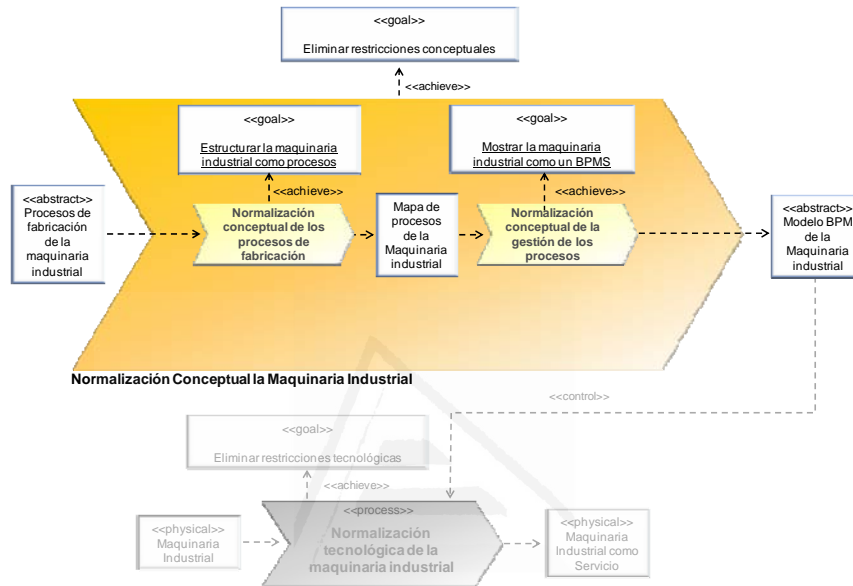 <<goal>>
Eliminar restricciones conceptuales
<<achieve>>
<<goal>>
Estructurar la maquinaria
industrial como procesos
<<goal>>
Mostrar la maquinaria
industrial como un BPMS
<<achieve>>
<<achieve>>
<<abstract>>
Procesos de
fabricación
de la
maquinaria
industrial
Normalización
conceptual de los
procesos de
fabricación
Mapa de
procesos
de la
Maquinaria
industrial
Normalización
conceptual de la
gestión de los
procesos
<<abstract>>
Modelo BPM
de la
Maquinaria
industrial
Normalización Conceptual la Maquinaria Industrial
<<control>>
<<goal>>
Eliminar restricciones tecnológicas
<<achieve>>
<<physical>>
Maquinaria
Industrial
<<process>>
Normalización
tecnológica de la
maquinaria industrial
<<physical>>
Maquinaria
Industrial como
Servicio